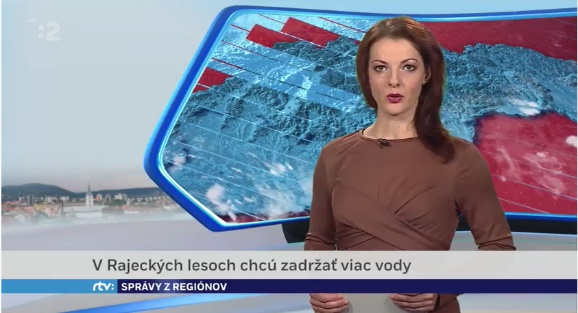 :2
V Rajeckých lesoch chcú zadržať viac vody
rtv: SPRÁVY Z REGIÓNOV